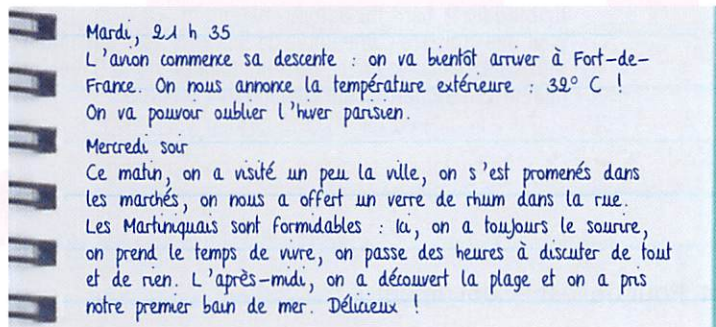 Mardi, 21 h 35
L'avion commence sa descente : on va bientôt arriver à Fort-de-
France. On nous annonce la température extérieure : 32° C !
On va pouvoir oublier l'hiver parisien.
Mercredi soir
Ce matin, on a visité un peu la ville, on s'est promenés dans
les marchés, on nous a offert un verre de rhum dans la rue.
Les Martiniquais sont formidables : Ici, on a toujours le sourire,
on prend le temps de vivre, on passe des heures à discuter de tout
et de rien. L'après-midi, on a découvert la plage et on a pris
notre premier bain de mer. Délicieux !